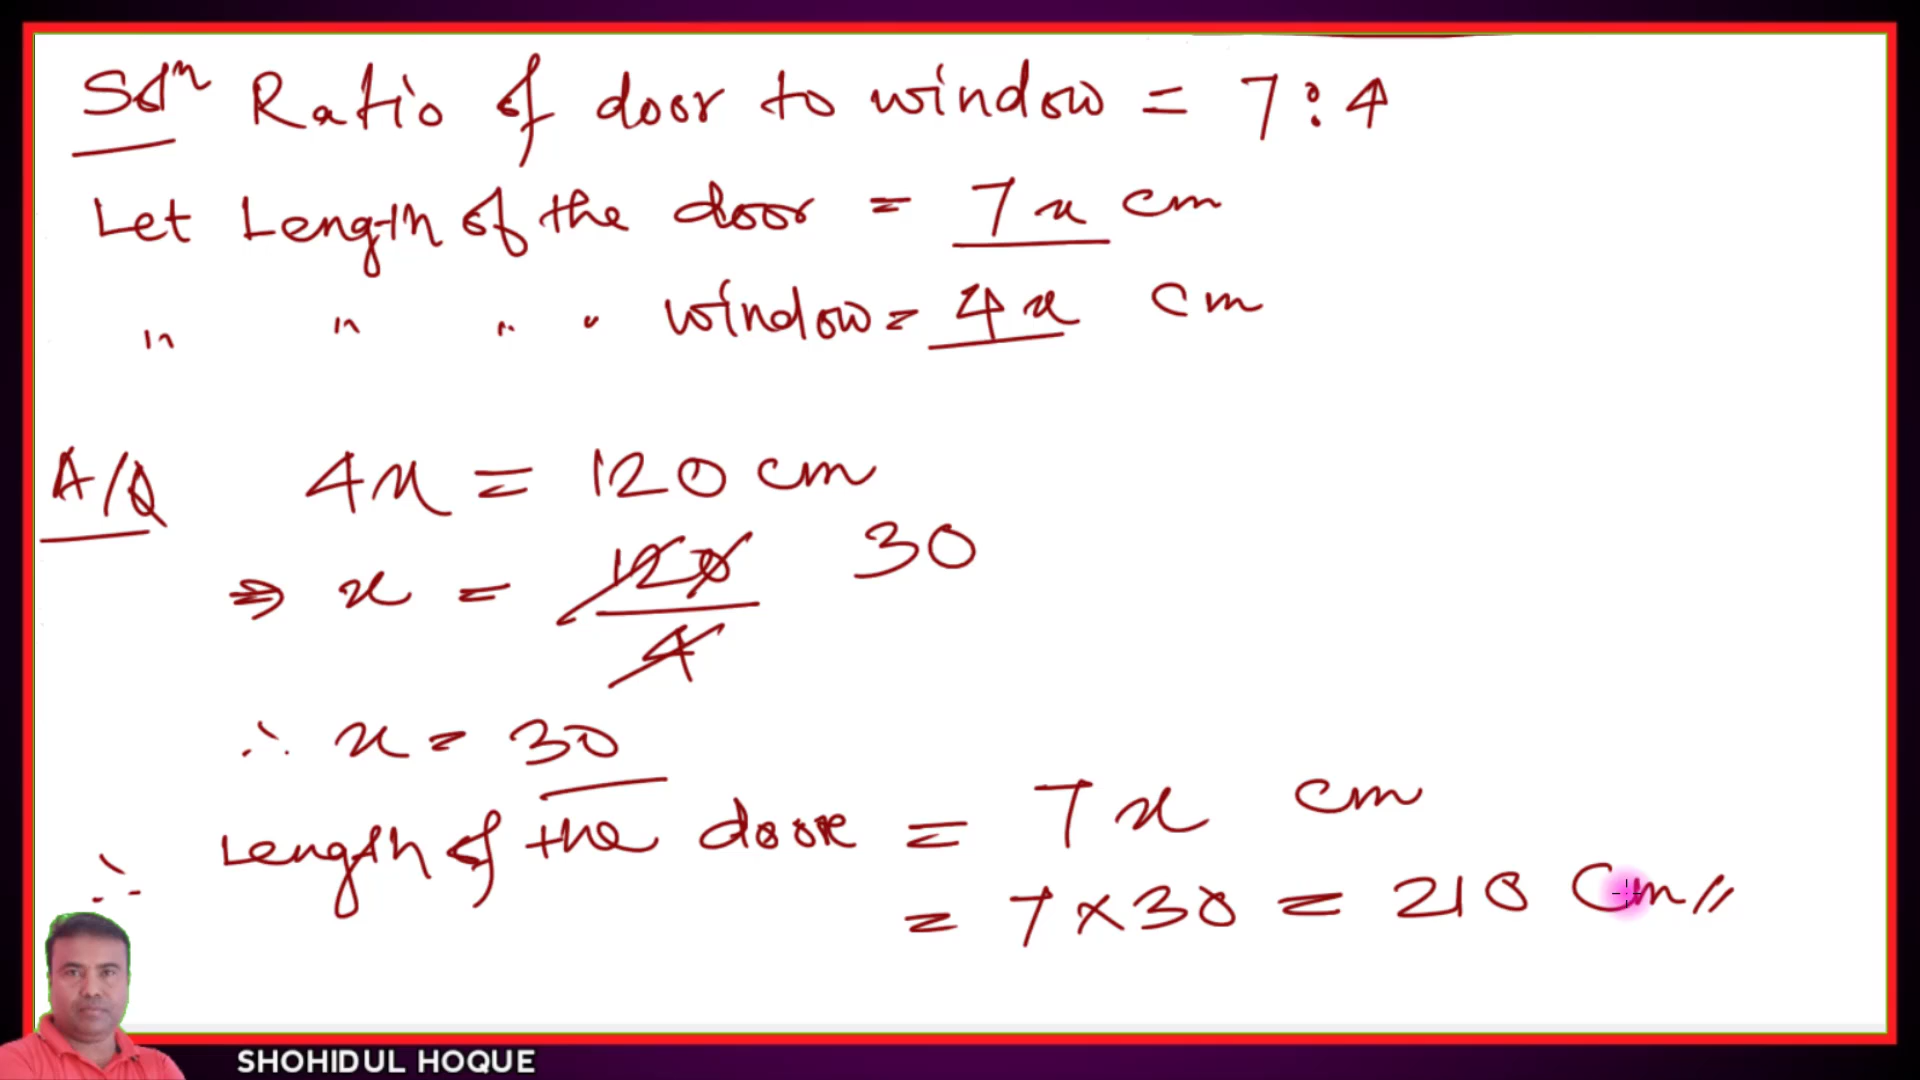 Solⁿ Ratio of door to window = 7 : 4
Let Length of the door = 7x cm
" " " " window = 4x cm
A/Q 4x = 120 cm
⇒ x = 120/4 30
∴ x = 30
∴ Length of the door = 7x cm
= 7 × 30 = 210 cm //
SHOHIDUL HOQUE